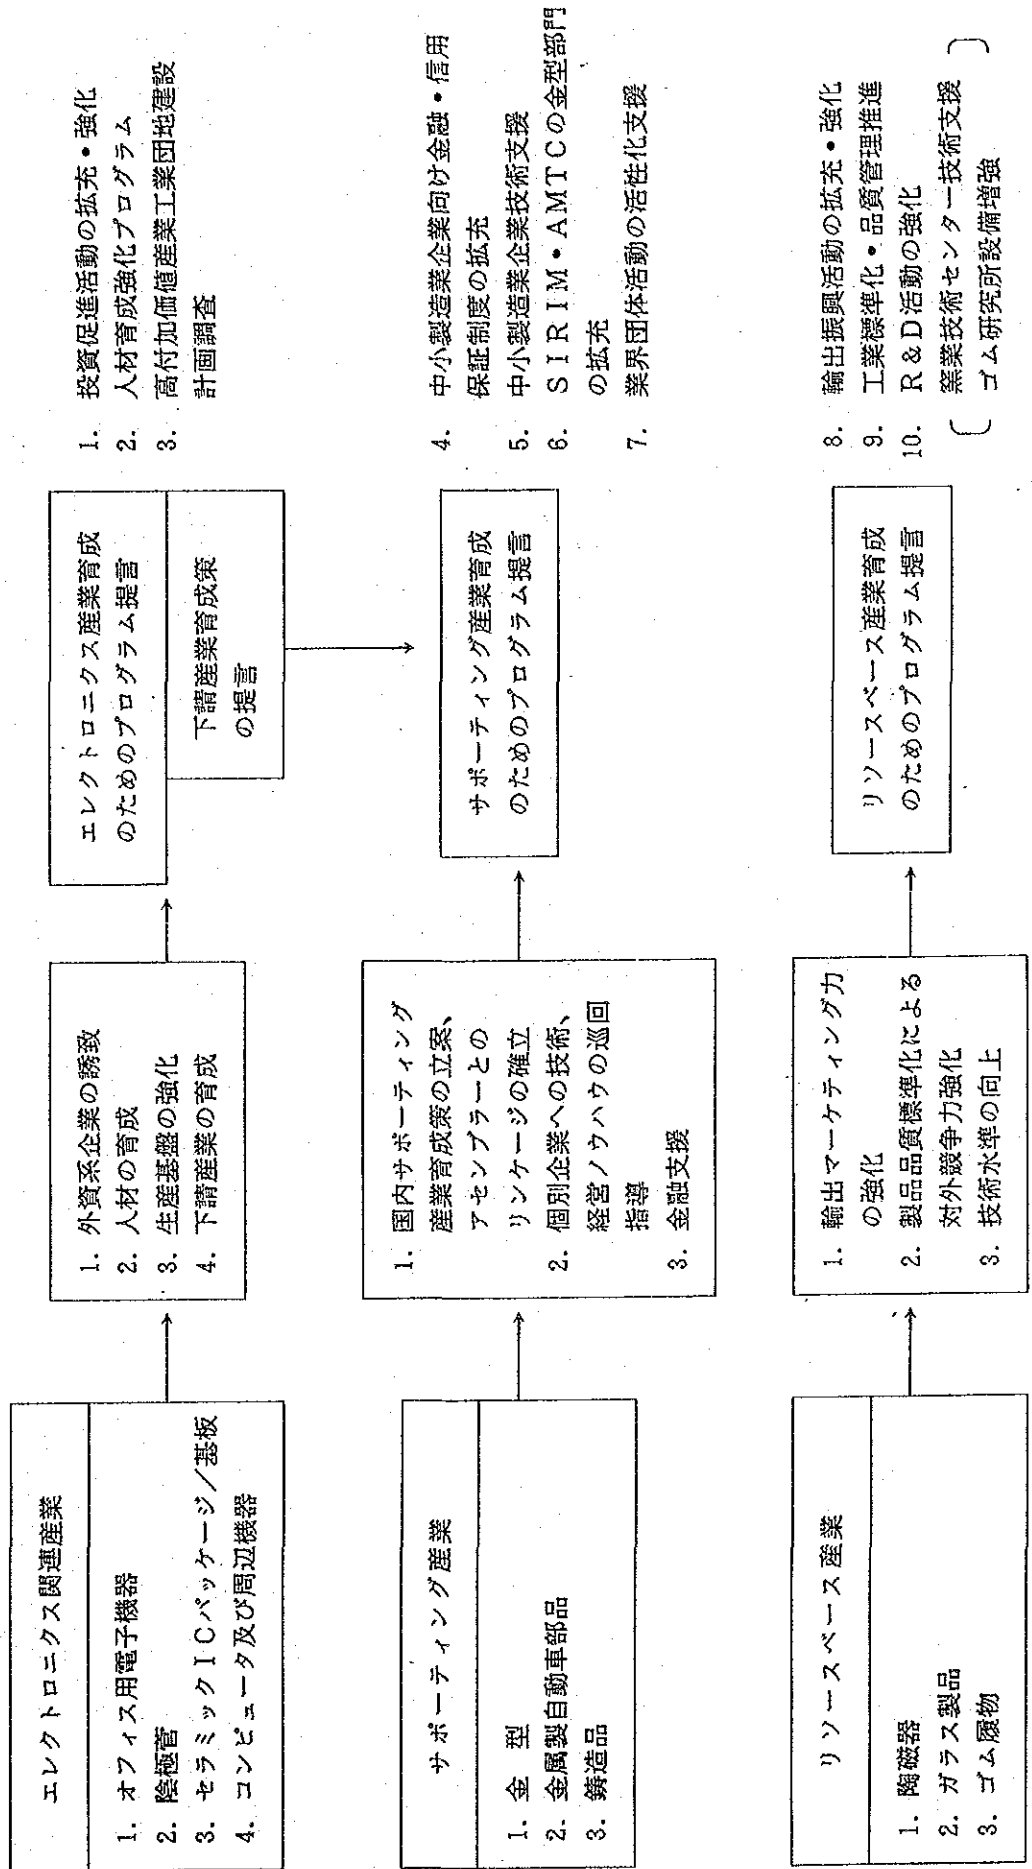 エレクトロニクス関連産業
1. オフィス用電子機器
2. 陰極管
3. セラミックICパッケージ／基板
4. コンピュータ及び周辺機器
1. 外資系企業の誘致
2. 人材の育成
3. 生産基盤の強化
4. 下請産業の育成
エレクトロニクス産業育成
のためのプログラム提言
下請産業育成策
の提言
1. 投資促進活動の拡充・強化
2. 人材育成強化プログラム
3. 高付加価値産業工業団地建設
計画調査
サポーティング産業
1. 金　型
2. 金属製自動車部品
3. 鋳造品
1. 国内サポーティング
産業育成策の立案、
アセンブラーとの
リンケージの確立
2. 個別企業への技術、
経営ノウハウの巡回
指導
3. 金融支援
サポーティング産業育成
のためのプログラム提言
4. 中小製造業企業向け金融・信用
保証制度の拡充
5. 中小製造業企業技術支援
6. SIRIM・AMTCの金型部門
の拡充
7. 業界団体活動の活性化支援
リソースベース産業
1. 陶磁器
2. ガラス製品
3. ゴム履物
1. 輸出マーケティング力
の強化
2. 製品品質標準化による
対外競争力強化
3. 技術水準の向上
リソースベース産業育成
のためのプログラム提言
8. 輸出振興活動の拡充・強化
9. 工業標準化・品質管理推進
10. R&D活動の強化
窯業技術センター技術支援
ゴム研究所設備増強